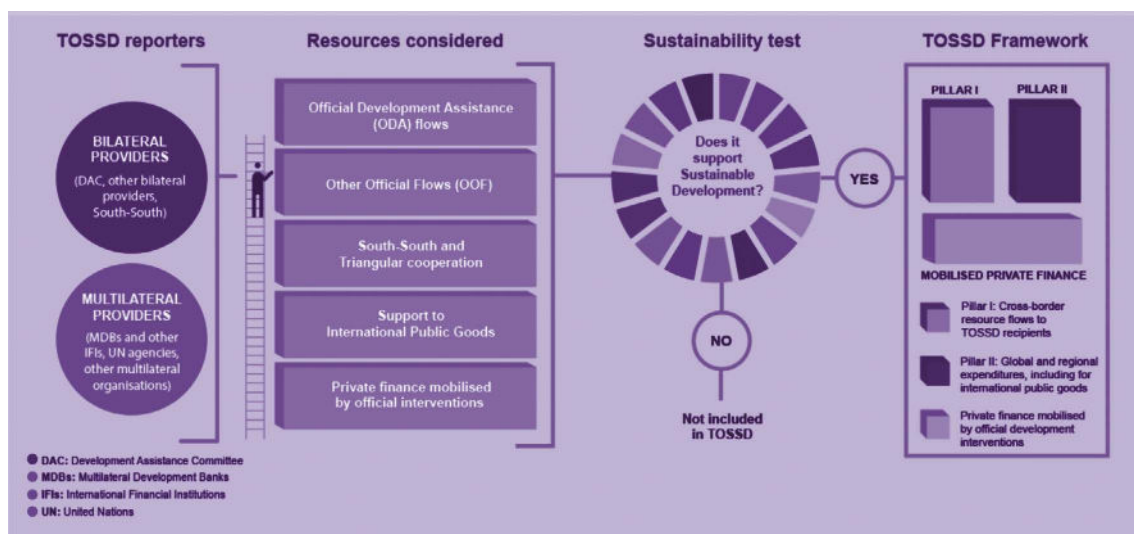 TOSSD reporters
BILATERAL
PROVIDERS
(DAC, other bilateral
providers,
South-South)
MULTILATERAL
PROVIDERS
(MDBs and other
IFIs, UN agencies,
other multilateral
organisations)
Resources considered
Official Development Assistance
(ODA) flows
Other Official Flows (OOF)
South-South and
Triangular cooperation
Support to
International Public Goods
Private finance mobilised
by official interventions
Sustainability test
Does it
support
Sustainable
Development?
YES
NO
Not included
in TOSSD
TOSSD Framework
PILLAR I
PILLAR II
MOBILISED PRIVATE FINANCE
Pillar I: Cross-border
resource flows to
TOSSD recipients
Pillar II: Global and regional
expenditures, including for
international public goods
Private finance mobilised
by official development
interventions
DAC: Development Assistance Committee
MDBs: Multilateral Development Banks
IFIs: International Financial Institutions
UN: United Nations